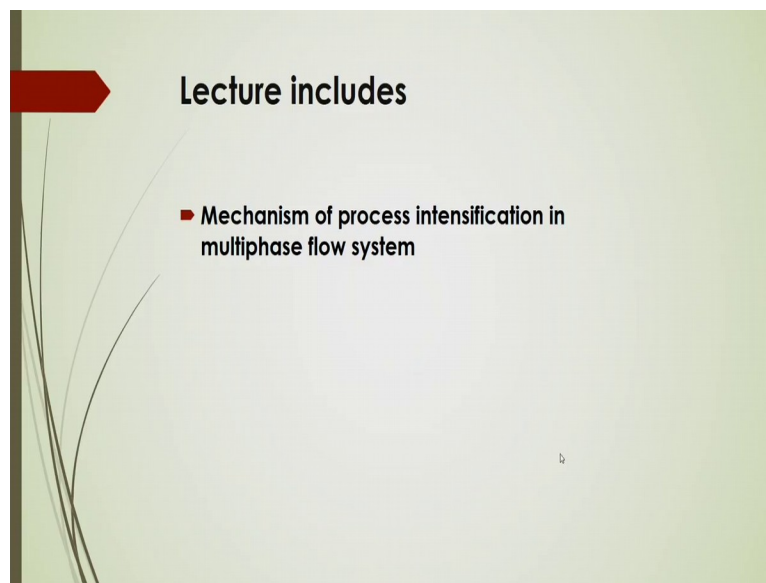 Lecture includes
Mechanism of process intensification in
multiphase flow system